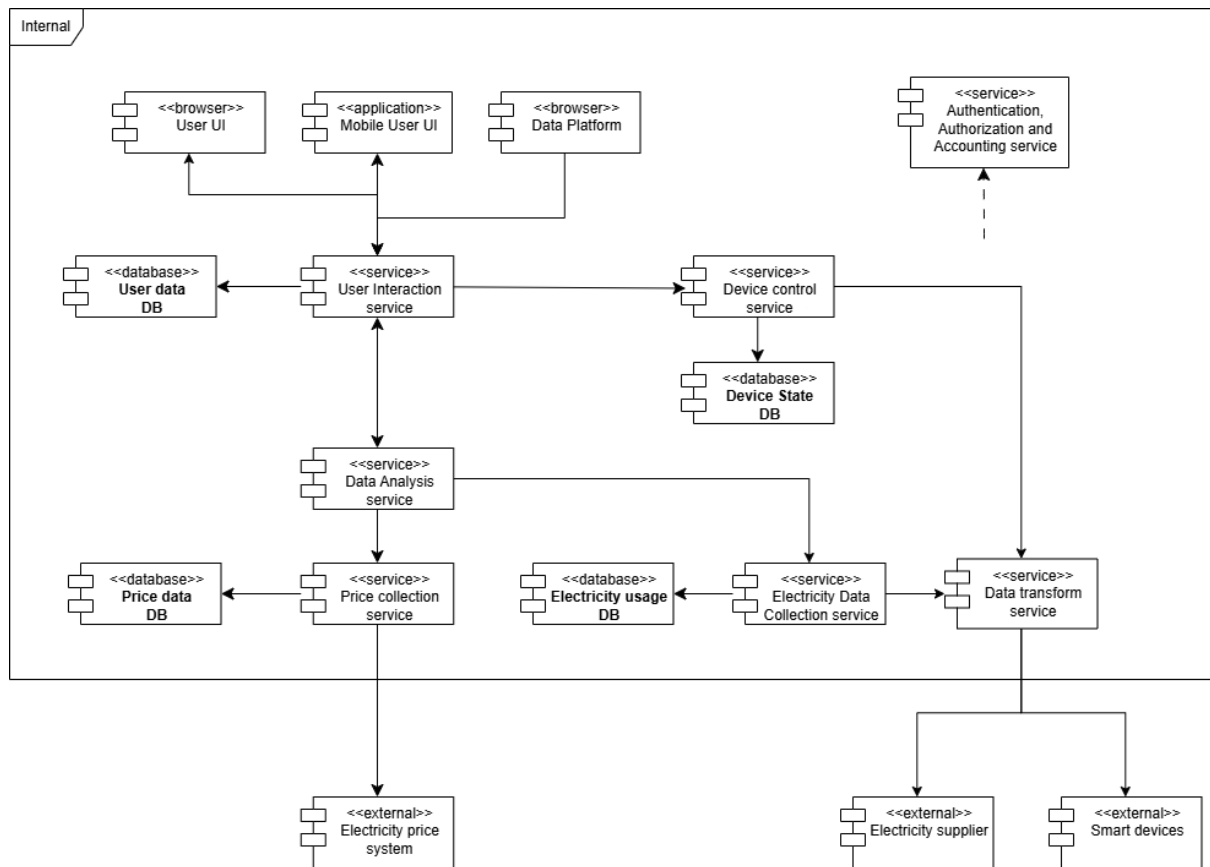 Internal
<<browser>>
User UI
<<application>>
Mobile User UI
<<browser>>
Data Platform
<<service>>
Authentication,
Authorization and
Accounting service
<<database>>
User data
DB
<<service>>
User Interaction
service
<<service>>
Device control
service
<<database>>
Device State
DB
<<service>>
Data Analysis
service
<<database>>
Price data
DB
<<service>>
Price collection
service
<<database>>
Electricity usage
DB
<<service>>
Electricity Data
Collection service
<<service>>
Data transform
service
<<external>>
Electricity price
system
<<external>>
Electricity supplier
<<external>>
Smart devices